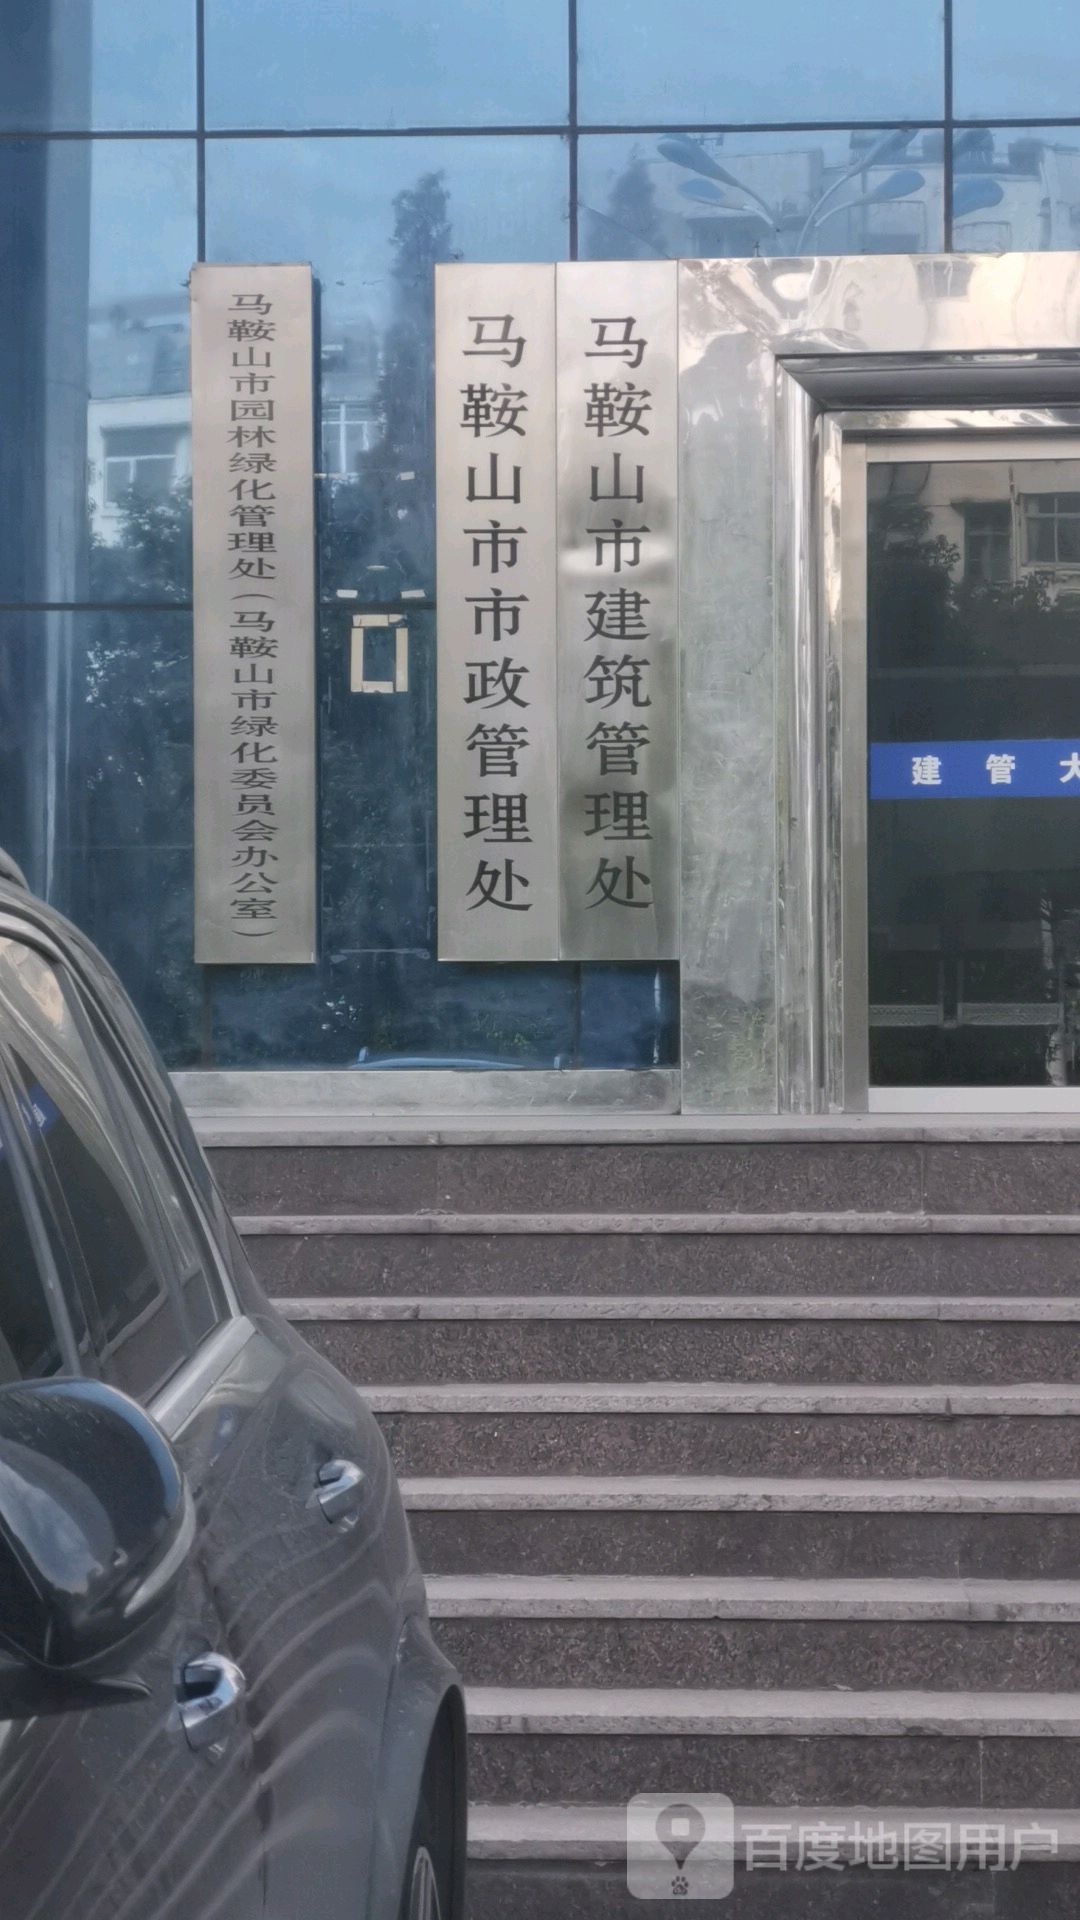 马鞍山市园林绿化管理处（马鞍山市绿化委员会办公室）
马鞍山市市政管理处
马鞍山市建筑管理处
建管大
百度地图用户